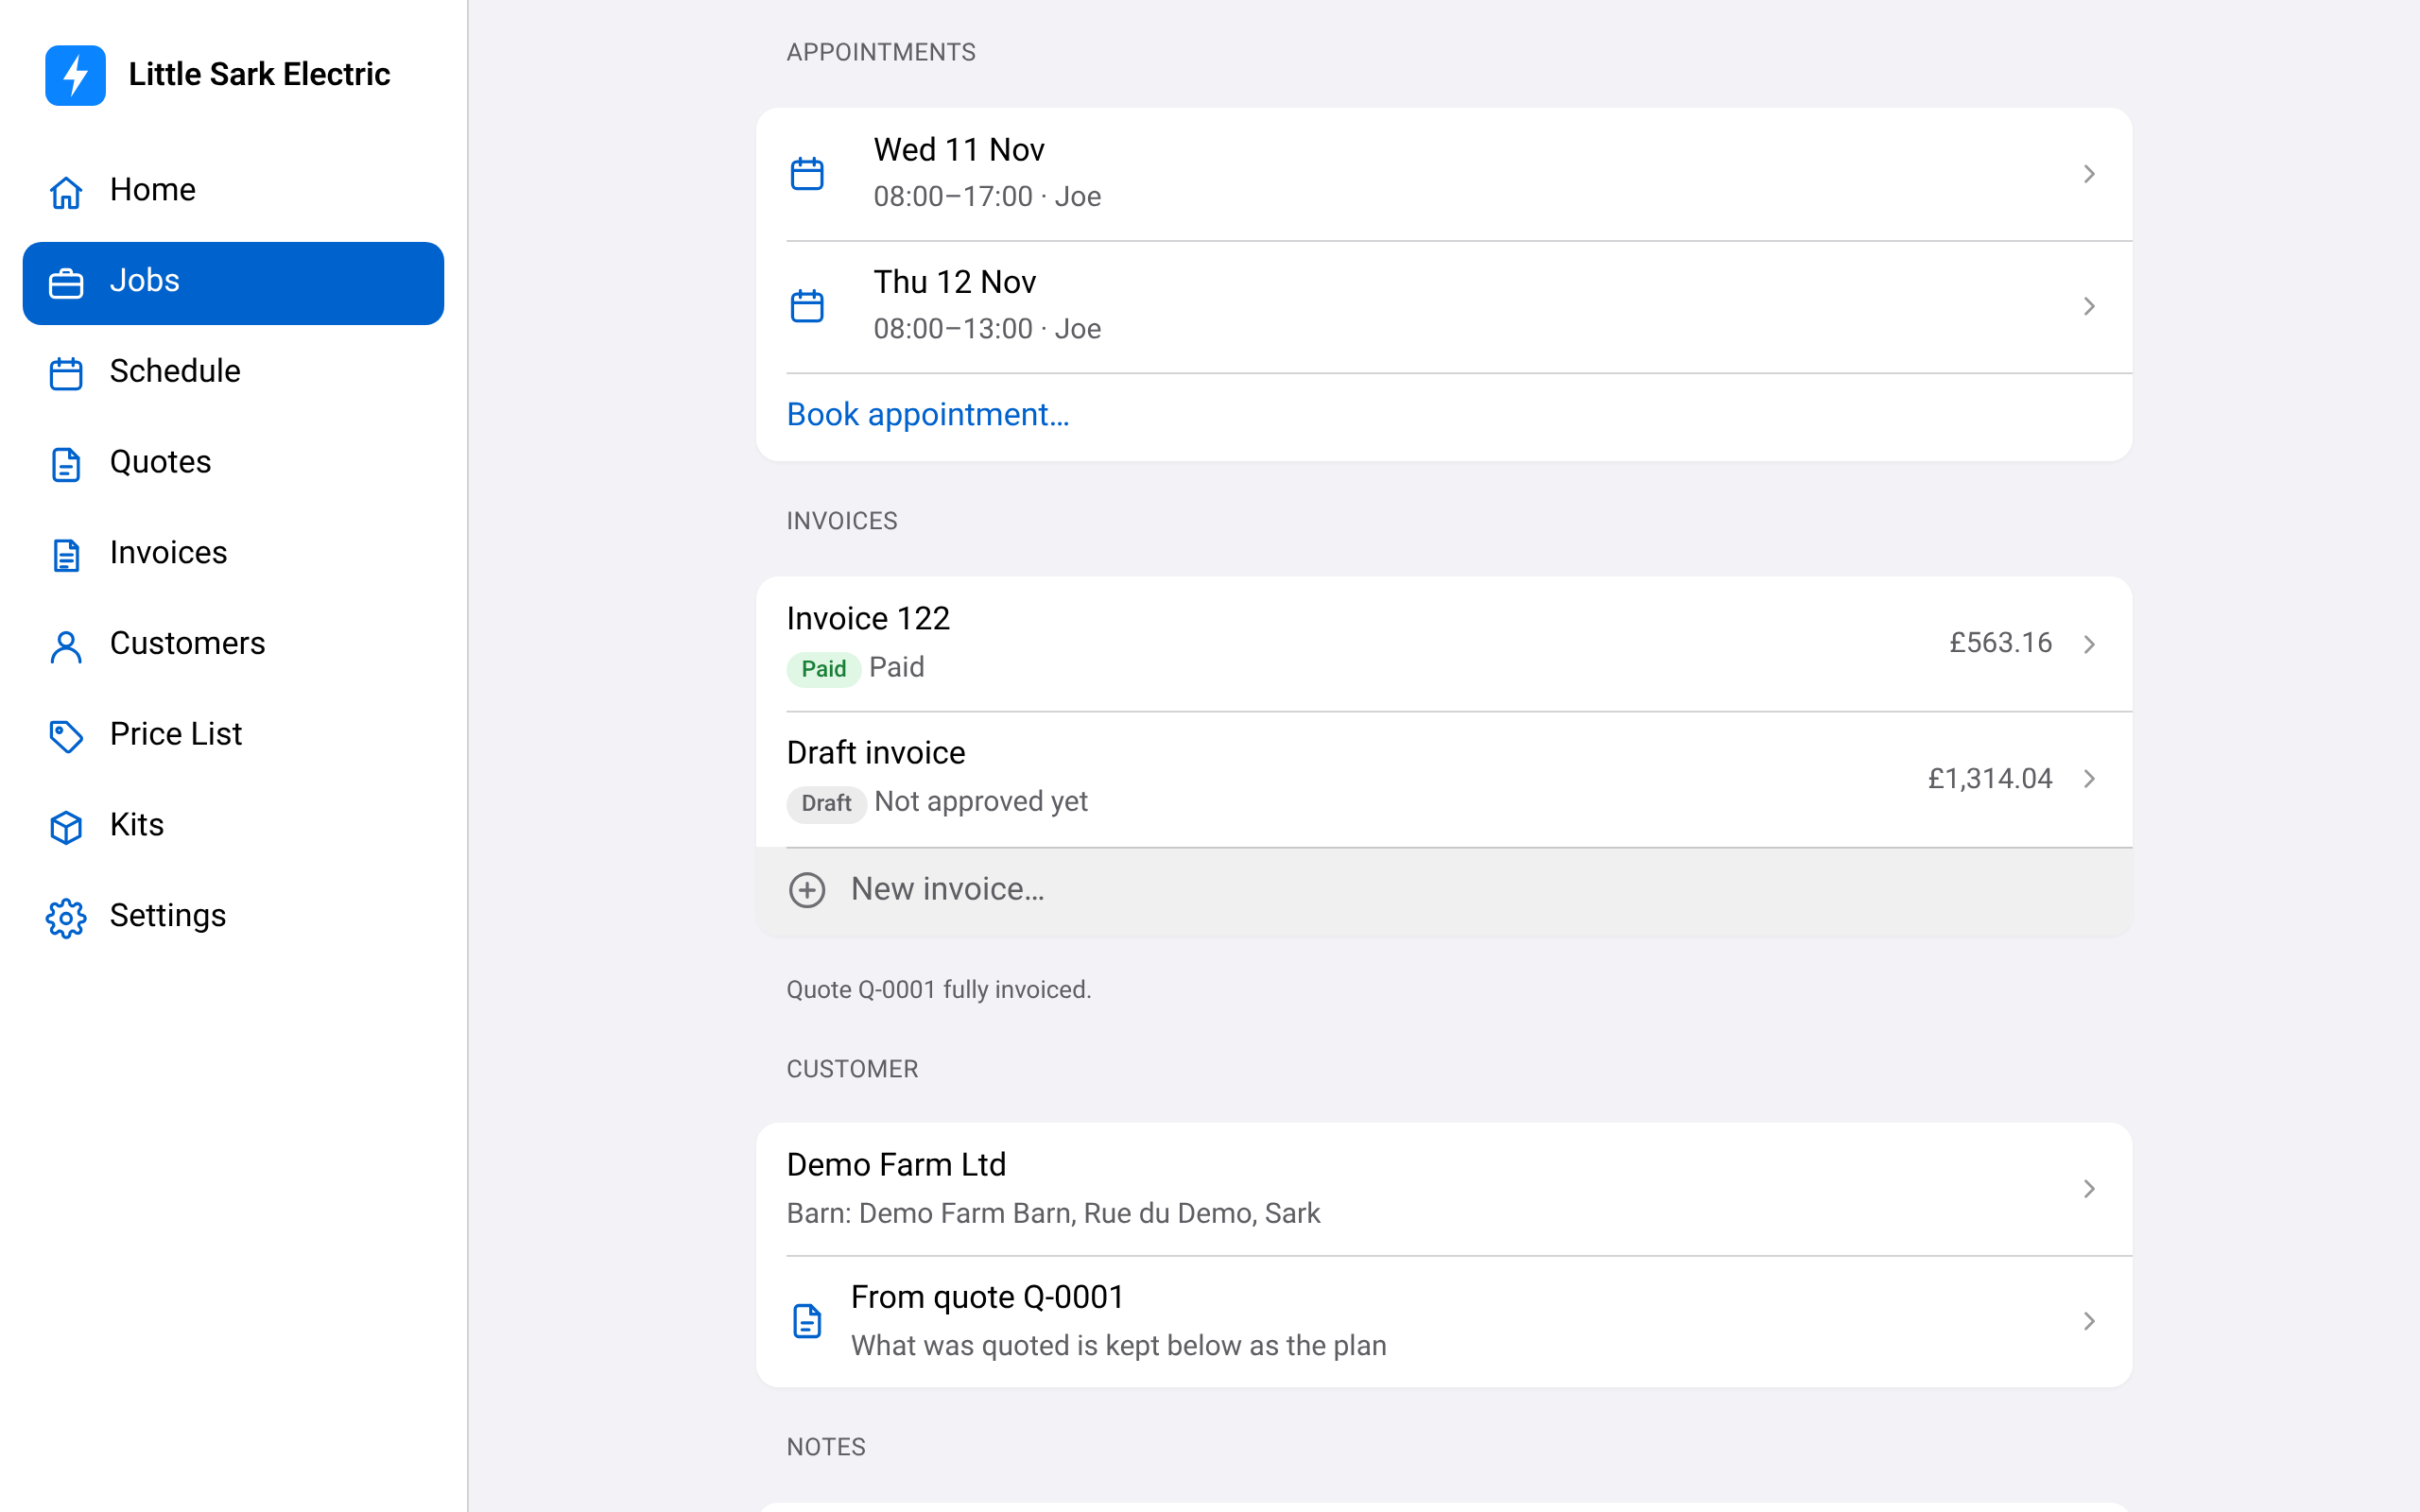 Little Sark Electric
Home
Jobs
Schedule
Quotes
Invoices
Customers
Price List
Kits
Settings
APPOINTMENTS
Wed 11 Nov
08:00–17:00 · Joe
Thu 12 Nov
08:00–13:00 · Joe
Book appointment…
INVOICES
Invoice 122
Paid Paid
£563.16
Draft invoice
Draft Not approved yet
£1,314.04
New invoice…
Quote Q-0001 fully invoiced.
CUSTOMER
Demo Farm Ltd
Barn: Demo Farm Barn, Rue du Demo, Sark
From quote Q-0001
What was quoted is kept below as the plan
NOTES